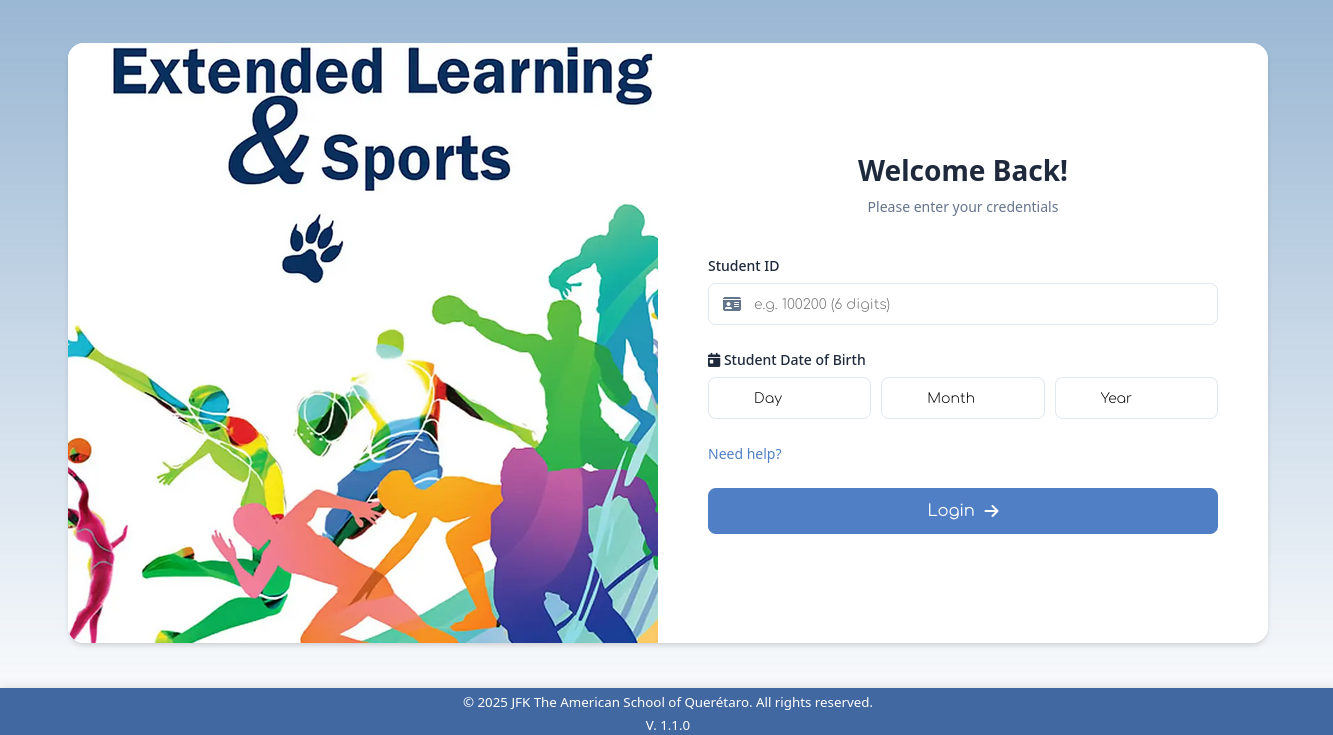 Extended Learning
& Sports
Welcome Back!
Please enter your credentials
Student ID
e.g. 100200 (6 digits)
Student Date of Birth
Day Month Year
Need help?
Login
© 2025 JFK The American School of Querétaro. All rights reserved.
V. 1.1.0